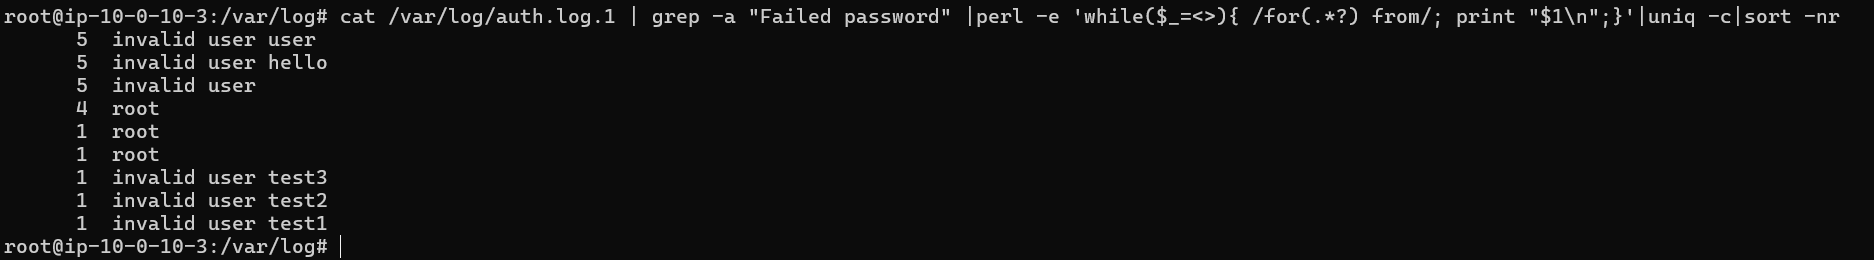 root@ip-10-0-10-3:/var/log# cat /var/log/auth.log.1 | grep -a "Failed password" |perl -e 'while($_=<>){ /for(.*?) from/; print "$1\n";}'|uniq -c|sort -nr
5  invalid user user
5  invalid user hello
5  invalid user
4  root
1  root
1  root
1  invalid user test3
1  invalid user test2
1  invalid user test1
root@ip-10-0-10-3:/var/log#